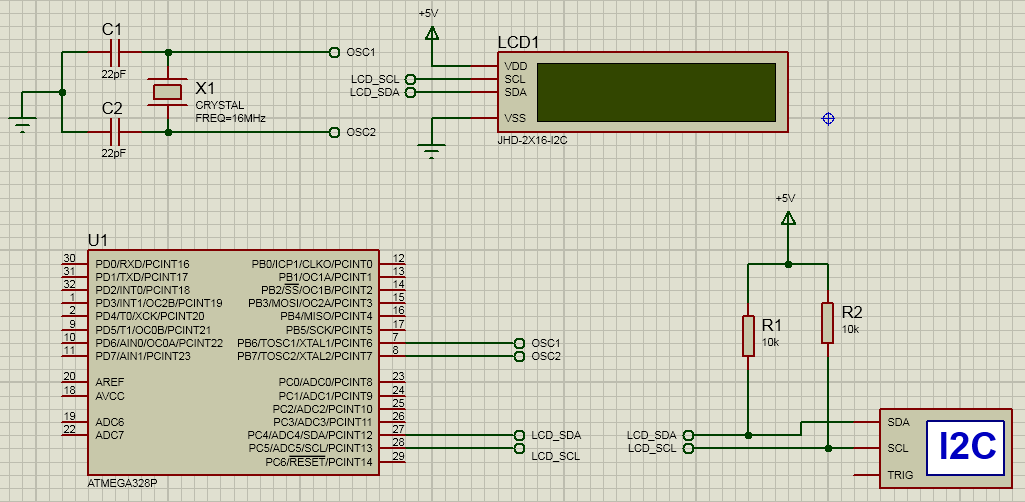 C1
22pF
OSC1
X1
CRYSTAL
FREQ=16MHz
C2
22pF
OSC2
+5V
LCD1
VDD
LCD_SCL
SCL
LCD_SDA
SDA
VSS
JHD-2X16-I2C
U1
30 PD0/RXD/PCINT16 PB0/ICP1/CLKO/PCINT0 12
31 PD1/TXD/PCINT17 PB1/OC1A/PCINT1 13
32 PD2/INT0/PCINT18 PB2/SS/OC1B/PCINT2 14
1 PD3/INT1/OC2B/PCINT19 PB3/MOSI/OC2A/PCINT3 15
2 PD4/T0/XCK/PCINT20 PB4/MISO/PCINT4 16
9 PD5/T1/OC0B/PCINT21 PB5/SCK/PCINT5 17
10 PD6/AIN0/OC0A/PCINT22 PB6/TOSC1/XTAL1/PCINT6 7 OSC1
11 PD7/AIN1/PCINT23 PB7/TOSC2/XTAL2/PCINT7 8 OSC2
20 AREF PC0/ADC0/PCINT8 23
18 AVCC PC1/ADC1/PCINT9 24
PC2/ADC2/PCINT10 25
19 ADC6 PC3/ADC3/PCINT11 26
22 ADC7 PC4/ADC4/SDA/PCINT12 27 LCD_SDA
PC5/ADC5/SCL/PCINT13 28 LCD_SCL
PC6/RESET/PCINT14 29
ATMEGA328P
+5V
R1
10k
R2
10k
LCD_SDA
LCD_SCL
SDA
SCL
TRIG
I2C